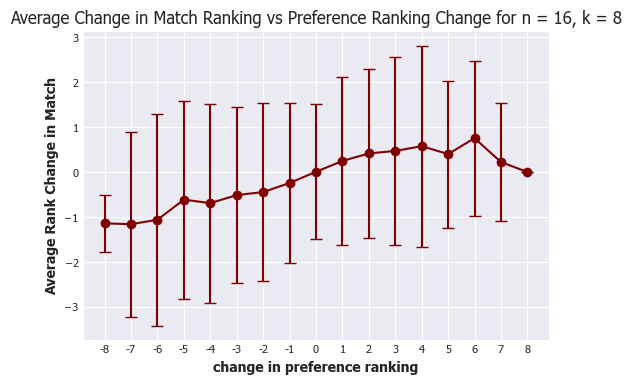 Average Change in Match Ranking vs Preference Ranking Change for n = 16, k = 8
Average Rank Change in Match
3
2
1
0
−1
−2
−3
-8 -7 -6 -5 -4 -3 -2 -1 0 1 2 3 4 5 6 7 8
change in preference ranking